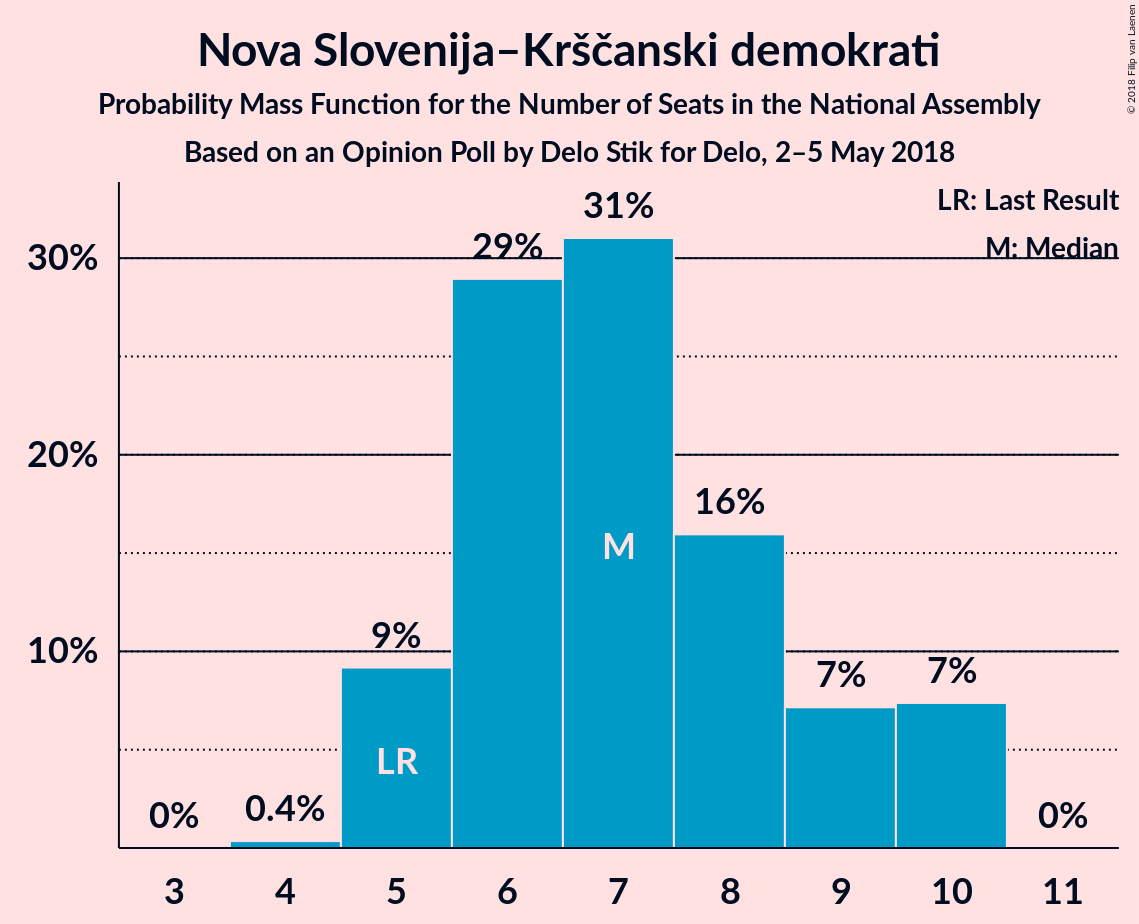 Nova Slovenija–Krščanski demokrati
Probability Mass Function for the Number of Seats in the National Assembly
Based on an Opinion Poll by Delo Stik for Delo, 2–5 May 2018
© 2018 Filip van Laenen
LR: Last Result
M: Median
30%
20%
10%
0%
0.4%
9%
29%
31%
16%
7%
7%
0%
LR
M
3 4 5 6 7 8 9 10 11